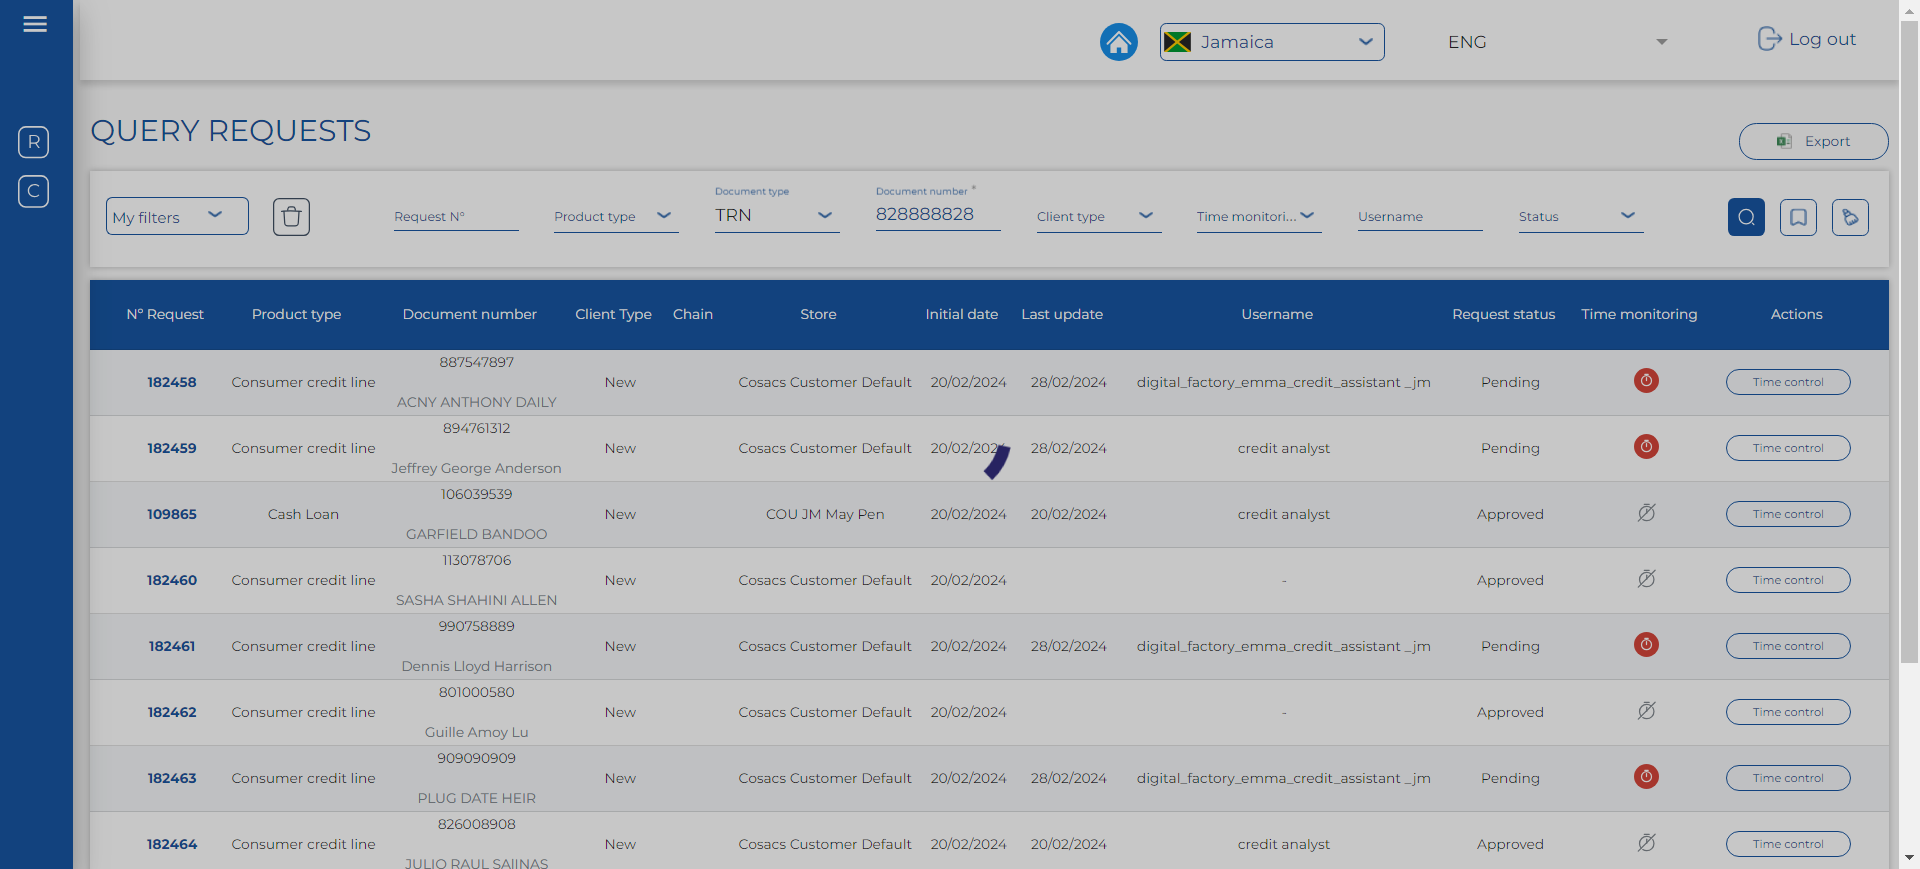 Jamaica
ENG
Log out
R
C
QUERY REQUESTS
Export
My filters
Request N°
Product type
Document type
TRN
Document number *
828888828
Client type
Time monitori...
Username
Status
N° Request Product type Document number Client Type Chain Store Initial date Last update Username Request status Time monitoring Actions
887547897
182458 Consumer credit line New Cosacs Customer Default 20/02/2024 28/02/2024 digital_factory_emma_credit_assistant _jm Pending Time control
ACNY ANTHONY DAILY
894761312
182459 Consumer credit line New Cosacs Customer Default 20/02/2024 28/02/2024 credit analyst Pending Time control
Jeffrey George Anderson
106039539
109865 Cash Loan New COU JM May Pen 20/02/2024 20/02/2024 credit analyst Approved Time control
GARFIELD BANDOO
113078706
182460 Consumer credit line New Cosacs Customer Default 20/02/2024 - Approved Time control
SASHA SHAHINI ALLEN
990758889
182461 Consumer credit line New Cosacs Customer Default 20/02/2024 28/02/2024 digital_factory_emma_credit_assistant _jm Pending Time control
Dennis Lloyd Harrison
801000580
182462 Consumer credit line New Cosacs Customer Default 20/02/2024 - Approved Time control
Guille Amoy Lu
909090909
182463 Consumer credit line New Cosacs Customer Default 20/02/2024 28/02/2024 digital_factory_emma_credit_assistant _jm Pending Time control
PLUG DATE HEIR
826008908
182464 Consumer credit line New Cosacs Customer Default 20/02/2024 20/02/2024 credit analyst Approved Time control
JULIO RAUL